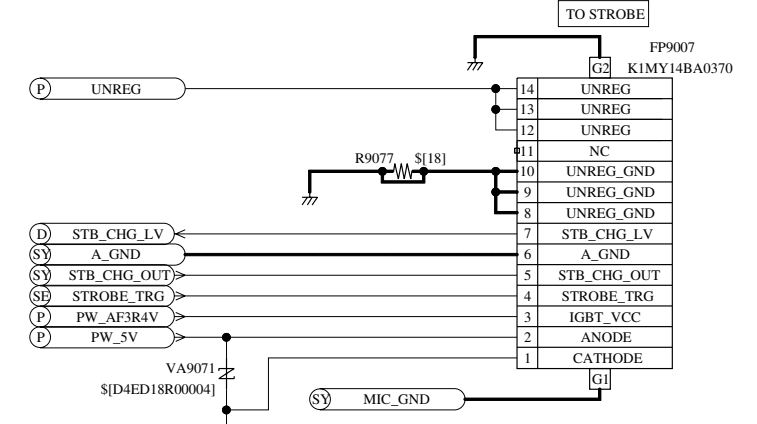 TO STROBE
FP9007
G2 K1MY14BA0370
P UNREG 14 UNREG
13 UNREG
12 UNREG
11 NC
R9077 $[18] 10 UNREG_GND
9 UNREG_GND
8 UNREG_GND
D STB_CHG_LV 7 STB_CHG_LV
SY A_GND 6 A_GND
SY STB_CHG_OUT 5 STB_CHG_OUT
SE STROBE_TRG 4 STROBE_TRG
P PW_AF3R4V 3 IGBT_VCC
P PW_5V 2 ANODE
1 CATHODE
VA9071
$[D4ED18R00004]
G1
SY MIC_GND